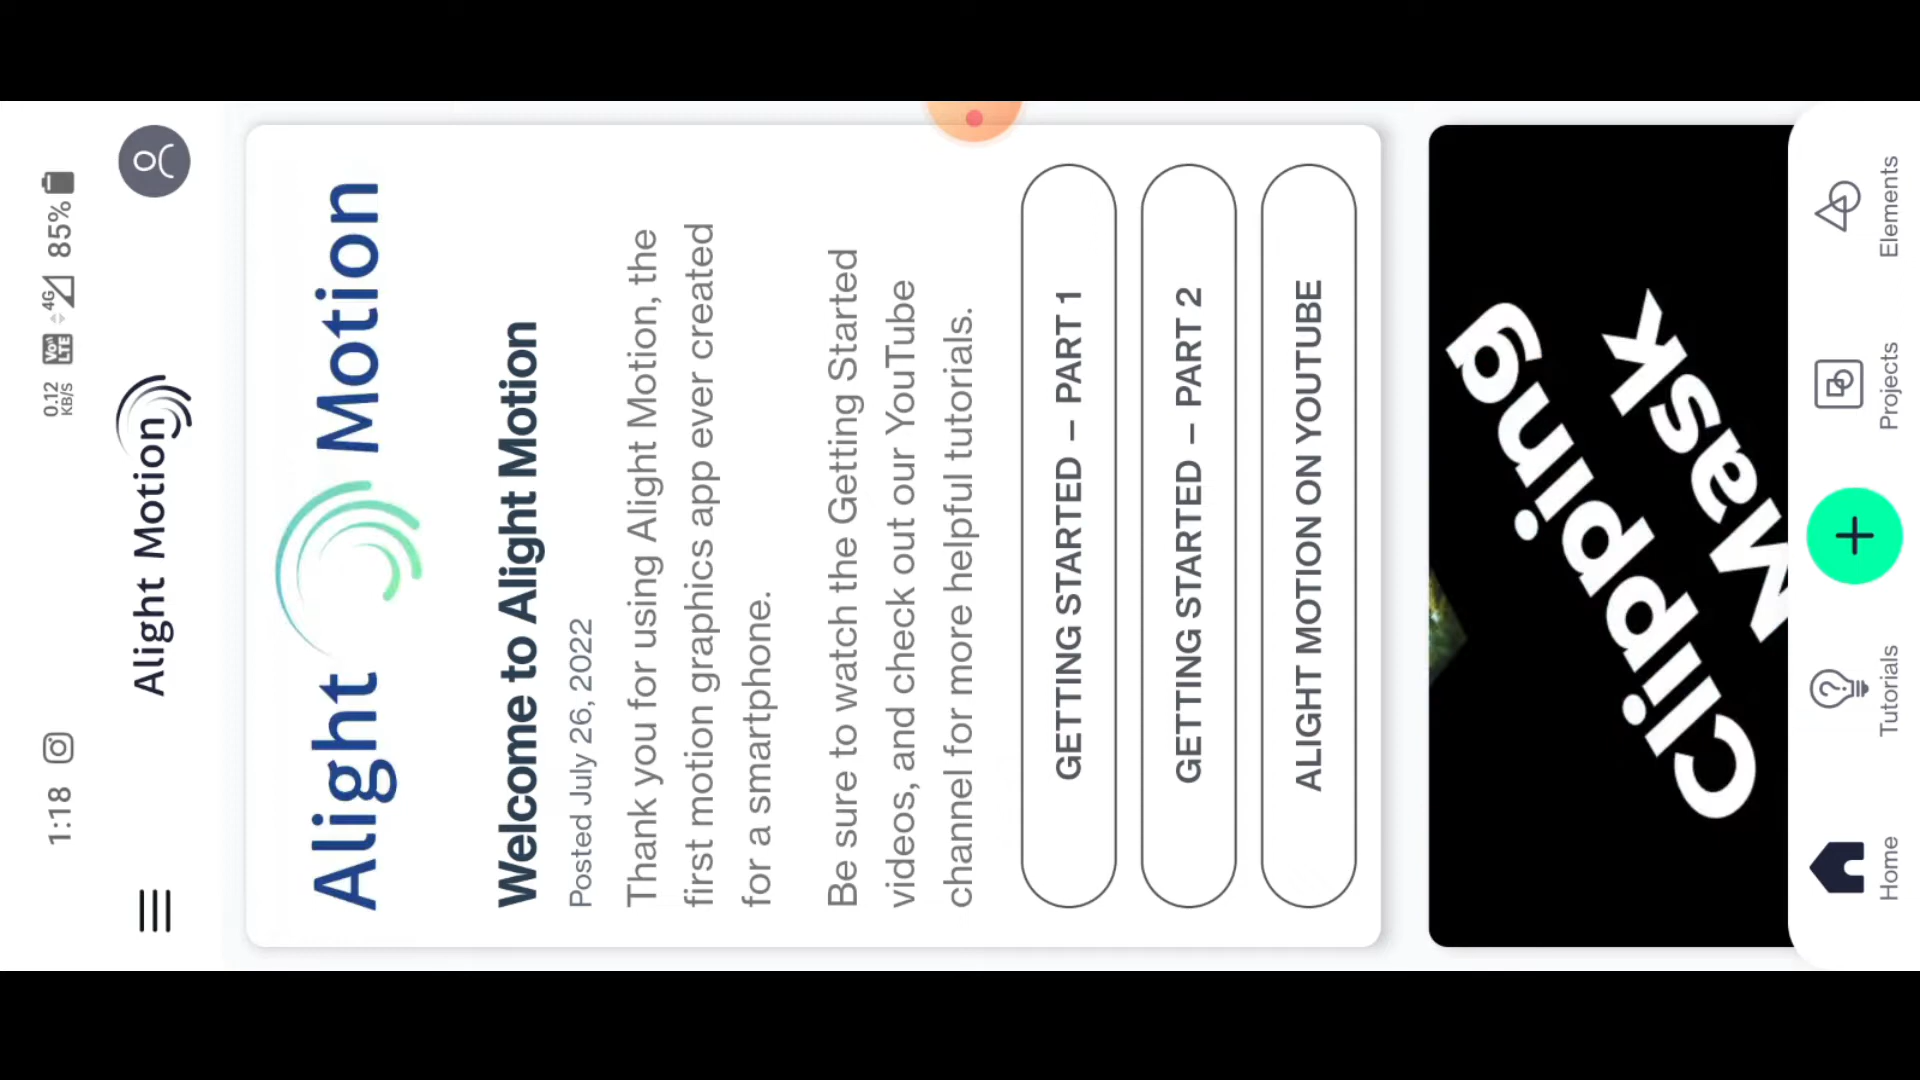 1:18
0.12
KB/S
Vo))
LTE
4G
85%
Alight Motion
Alight Motion
Welcome to Alight Motion
Posted July 26, 2022
Thank you for using Alight Motion, the
first motion graphics app ever created
for a smartphone.
Be sure to watch the Getting Started
videos, and check out our YouTube
channel for more helpful tutorials.
GETTING STARTED – PART 1
GETTING STARTED – PART 2
ALIGHT MOTION ON YOUTUBE
Clipping
Mask
Home
Tutorials
Projects
Elements